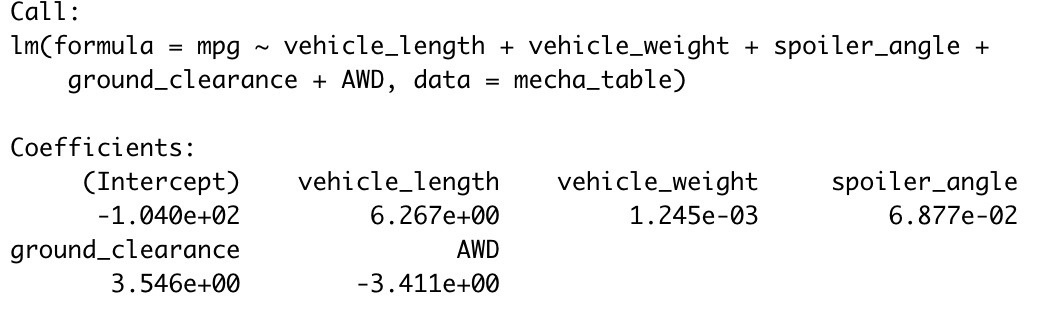 Call:
lm(formula = mpg ~ vehicle_length + vehicle_weight + spoiler_angle +
    ground_clearance + AWD, data = mecha_table)

Coefficients:
     (Intercept)    vehicle_length    vehicle_weight     spoiler_angle
      -1.040e+02         6.267e+00         1.245e-03         6.877e-02
ground_clearance               AWD
       3.546e+00        -3.411e+00